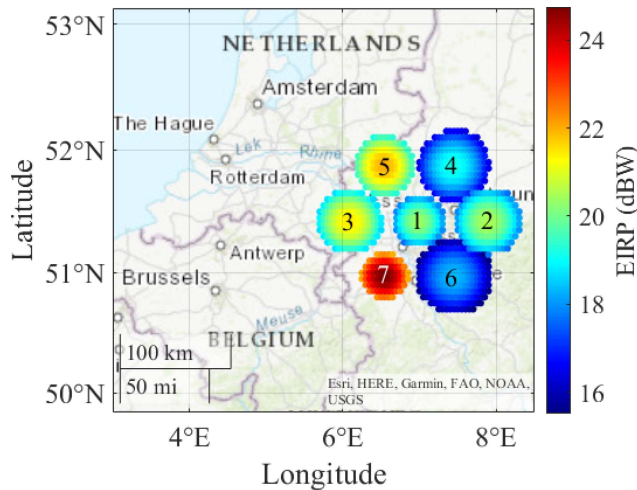 53°N
52°N
51°N
50°N
Latitude
NETHERLANDS
Amsterdam
The Hague
Lek
Rhine
Rotterdam
Antwerp
Brussels
Meuse
BELGIUM
5
4
3
1
2
7
6
100 km
50 mi
Esri, HERE, Garmin, FAO, NOAA,
USGS
4°E
6°E
8°E
Longitude
24
22
20
18
16
EIRP (dBW)